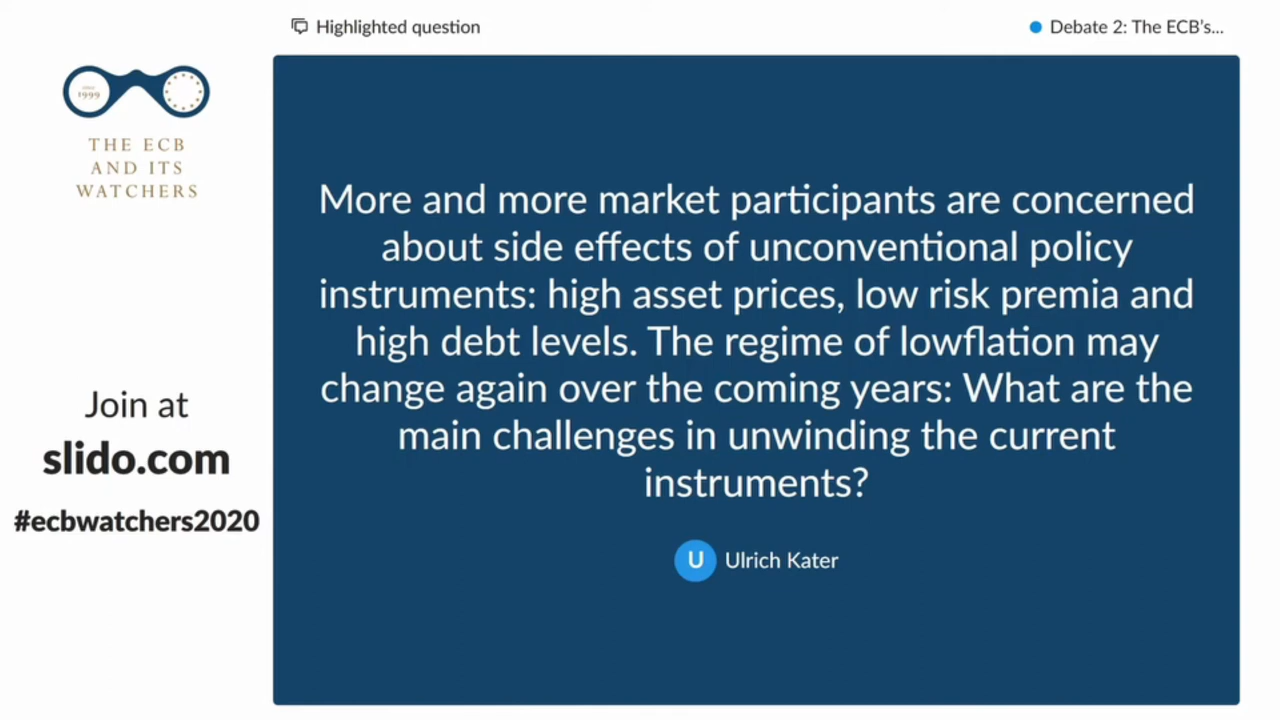 Highlighted question
Debate 2: The ECB's...
since
1999
THE ECB
AND ITS
WATCHERS
More and more market participants are concerned
about side effects of unconventional policy
instruments: high asset prices, low risk premia and
high debt levels. The regime of lowflation may
change again over the coming years: What are the
main challenges in unwinding the current
instruments?
U Ulrich Kater
Join at
slido.com
#ecbwatchers2020